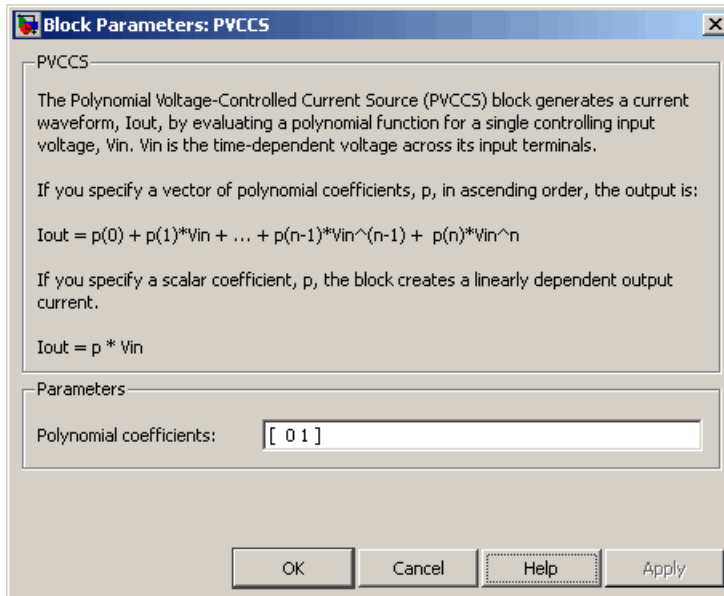 Block Parameters: PVCCS
PVCCS
The Polynomial Voltage-Controlled Current Source (PVCCS) block generates a current
waveform, Iout, by evaluating a polynomial function for a single controlling input
voltage, Vin. Vin is the time-dependent voltage across its input terminals.
If you specify a vector of polynomial coefficients, p, in ascending order, the output is:
Iout = p(0) + p(1)*Vin + ... + p(n-1)*Vin^(n-1) + p(n)*Vin^n
If you specify a scalar coefficient, p, the block creates a linearly dependent output
current.
Iout = p * Vin
Parameters
Polynomial coefficients: [ 0 1 ]
OK Cancel Help Apply